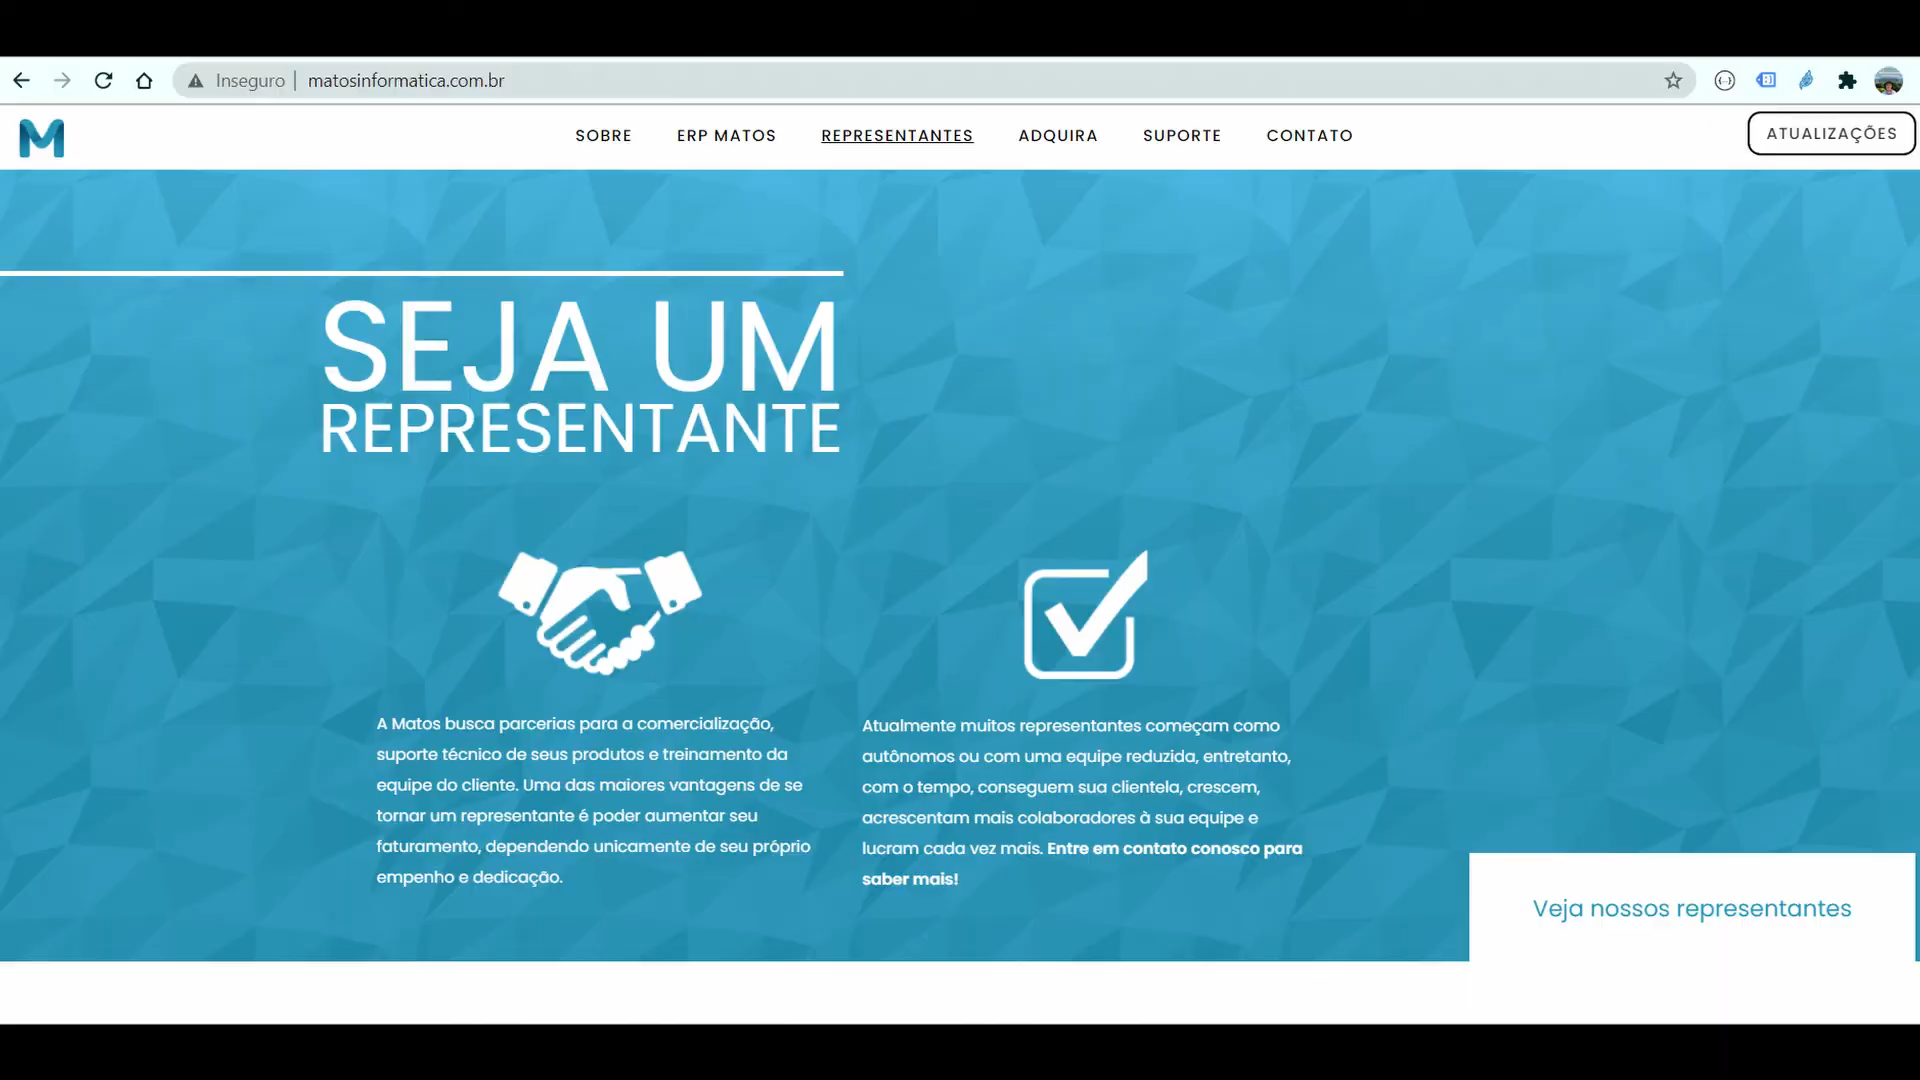 Inseguro | matosinformatica.com.br
M
SOBRE ERP MATOS REPRESENTANTES ADQUIRA SUPORTE CONTATO ATUALIZAÇÕES
SEJA UM
REPRESENTANTE
A Matos busca parcerias para a comercialização,
suporte técnico de seus produtos e treinamento da
equipe do cliente. Uma das maiores vantagens de se
tornar um representante é poder aumentar seu
faturamento, dependendo unicamente de seu próprio
empenho e dedicação.
Atualmente muitos representantes começam como
autônomos ou com uma equipe reduzida, entretanto,
com o tempo, conseguem sua clientela, crescem,
acrescentam mais colaboradores à sua equipe e
lucram cada vez mais. Entre em contato conosco para
saber mais!
Veja nossos representantes